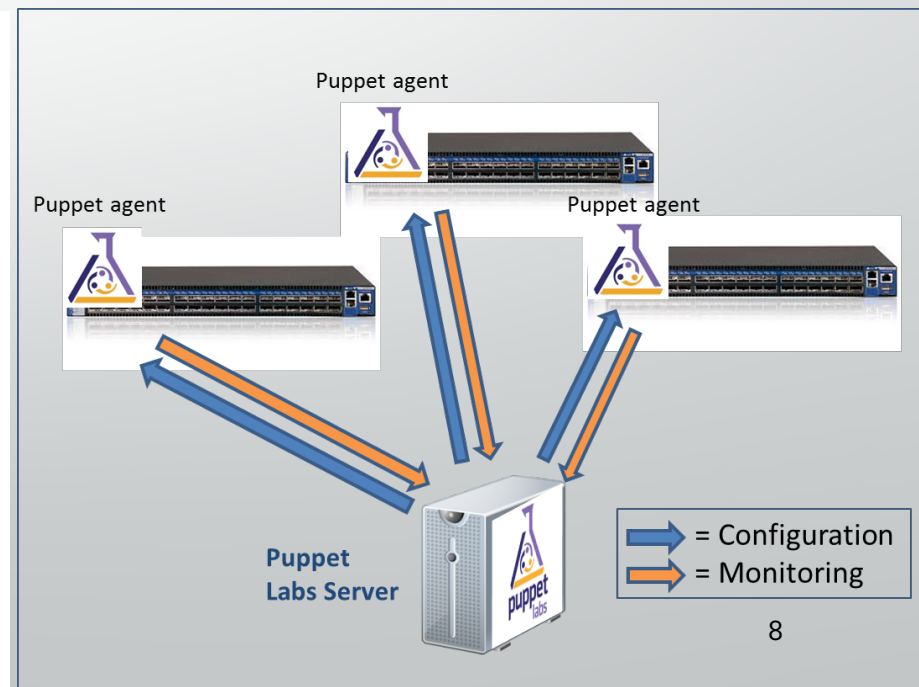 Puppet agent
Puppet agent
Puppet agent
Puppet
Labs Server
puppet
labs
= Configuration
= Monitoring
8